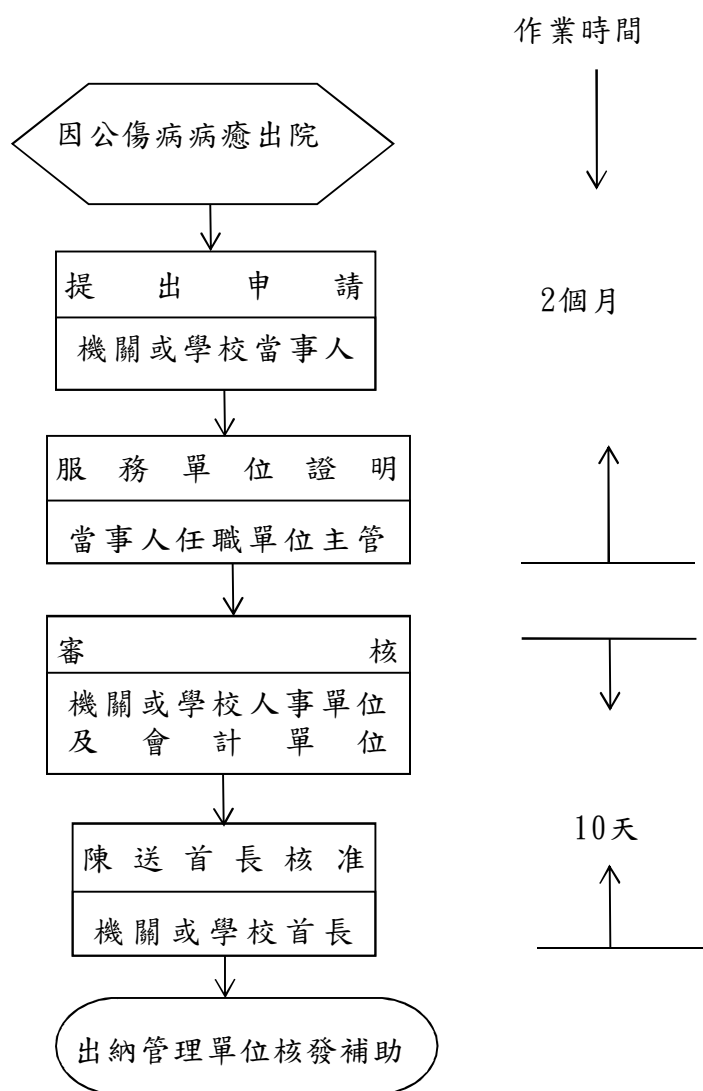 作業時間
因公傷病病癒出院
提出申請
2個月
機關或學校當事人
服務單位證明
當事人任職單位主管
審核
機關或學校人事單位
及會計單位
10天
陳送首長核准
機關或學校首長
出納管理單位核發補助